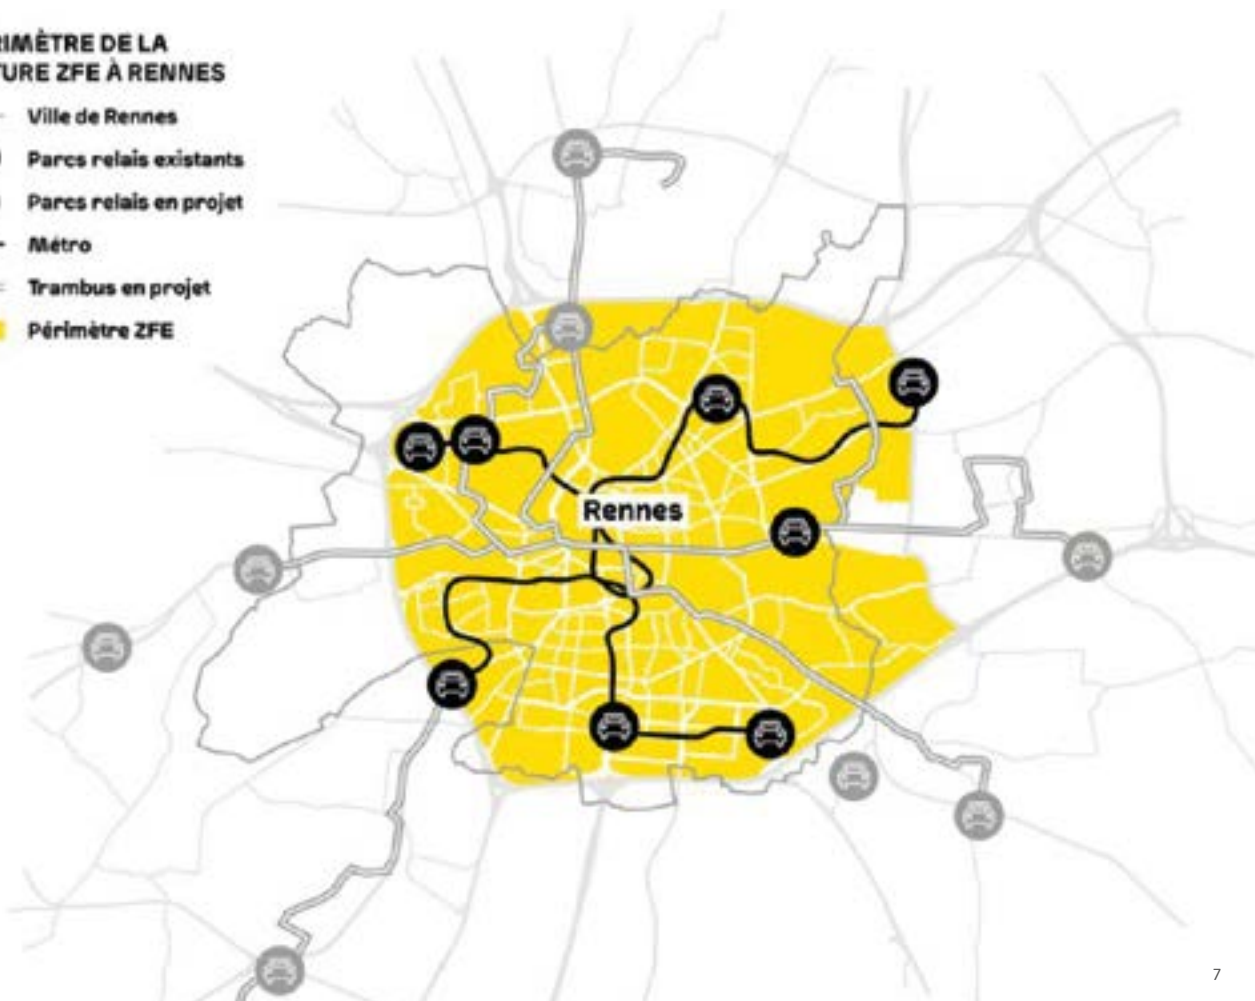 RIMÈTRE DE LA
TURE ZFE À RENNES
Ville de Rennes
Parcs relais existants
Parcs relais en projet
Métro
Trambus en projet
Périmètre ZFE
Rennes
7